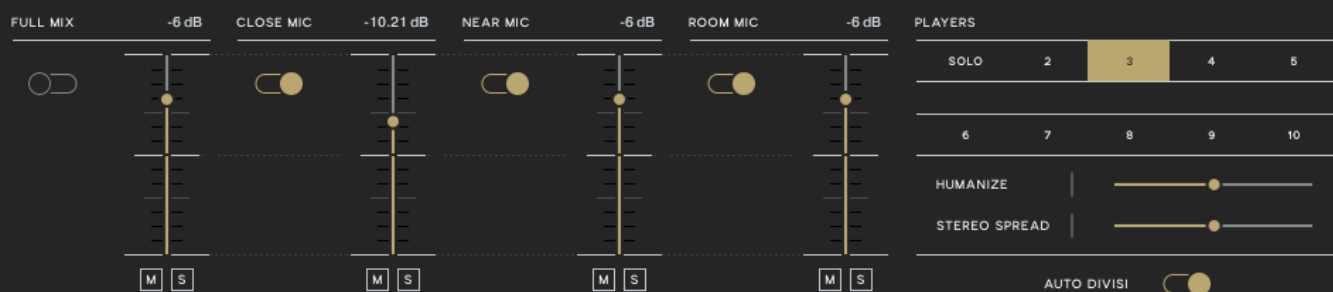 FULL MIX -6 dB CLOSE MIC -10.21 dB NEAR MIC -6 dB ROOM MIC -6 dB PLAYERS
SOLO 2 3 4 5
6 7 8 9 10
HUMANIZE
STEREO SPREAD
M S M S M S M S AUTO DIVISI